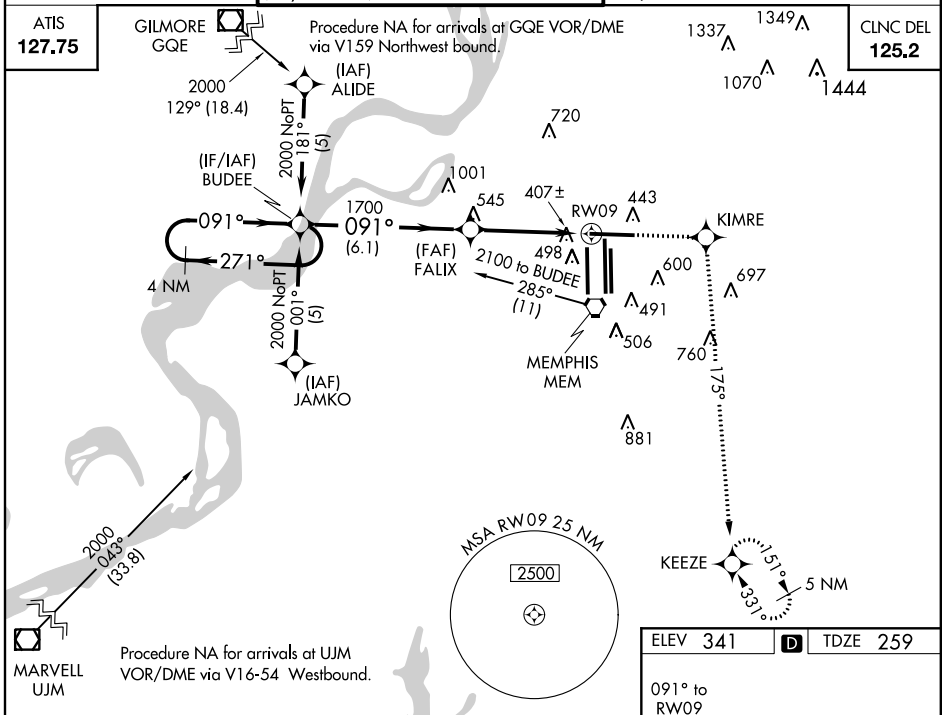 ATIS
127.75
GILMORE
GQE
Procedure NA for arrivals at GQE VOR/DME
via V159 Northwest bound.
1337
1349
CLNC DEL
125.2
1070
1444
2000
129° (18.4)
(IAF)
ALIDE
720
2000 NoPT
181°
(5)
(IF/IAF)
BUDEE
1001
545
407±
RW09
443
KIMRE
091°
1700
091°
(6.1)
(FAF)
FALIX
498
271°
4 NM
2100 to BUDEE
285°
(11)
600
697
491
2000 NoPT
001°
(5)
506
760
MEMPHIS
MEM
(IAF)
JAMKO
175°
881
2000
043°
(33.8)
MSA RW09 25 NM
2500
KEEZE
151°
331°
5 NM
MARVELL
UJM
Procedure NA for arrivals at UJM
VOR/DME via V16-54 Westbound.
ELEV 341
D
TDZE 259
091° to
RW09